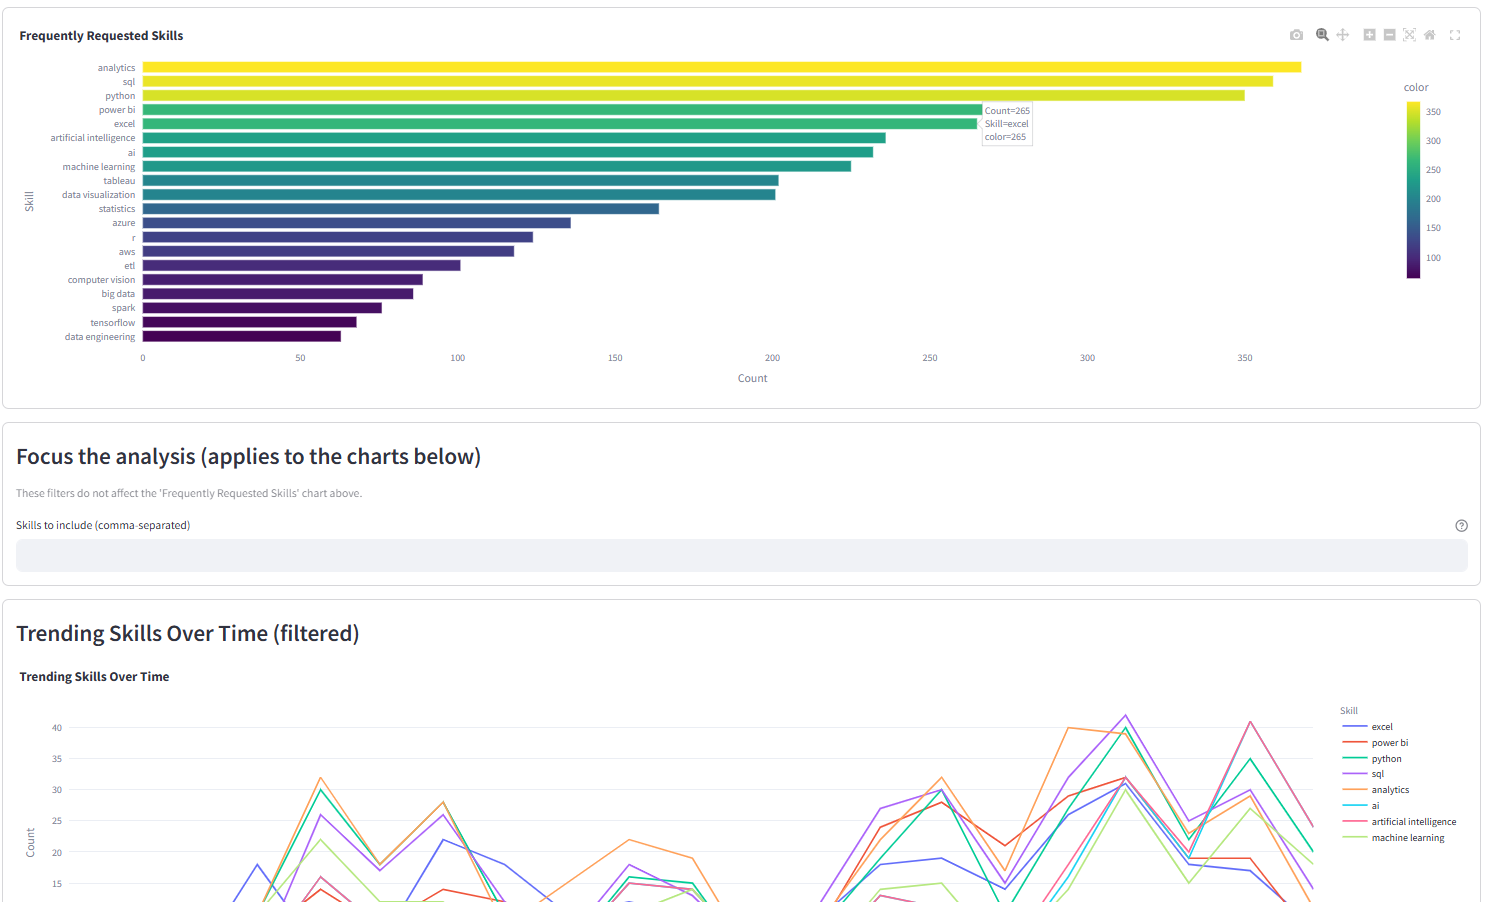 Frequently Requested Skills
color
350
300
250
200
150
100
Skill
analytics
sql
python
power bi
excel
artificial intelligence
ai
machine learning
tableau
data visualization
statistics
azure
r
aws
etl
computer vision
big data
spark
tensorflow
data engineering
Count=265
Skill=excel
color=265
0 50 100 150 200 250 300 350
Count
Focus the analysis (applies to the charts below)
These filters do not affect the 'Frequently Requested Skills' chart above.
Skills to include (comma-separated)
Trending Skills Over Time (filtered)
Trending Skills Over Time
Count
40
35
30
25
20
15
Skill
excel
power bi
python
sql
analytics
ai
artificial intelligence
machine learning